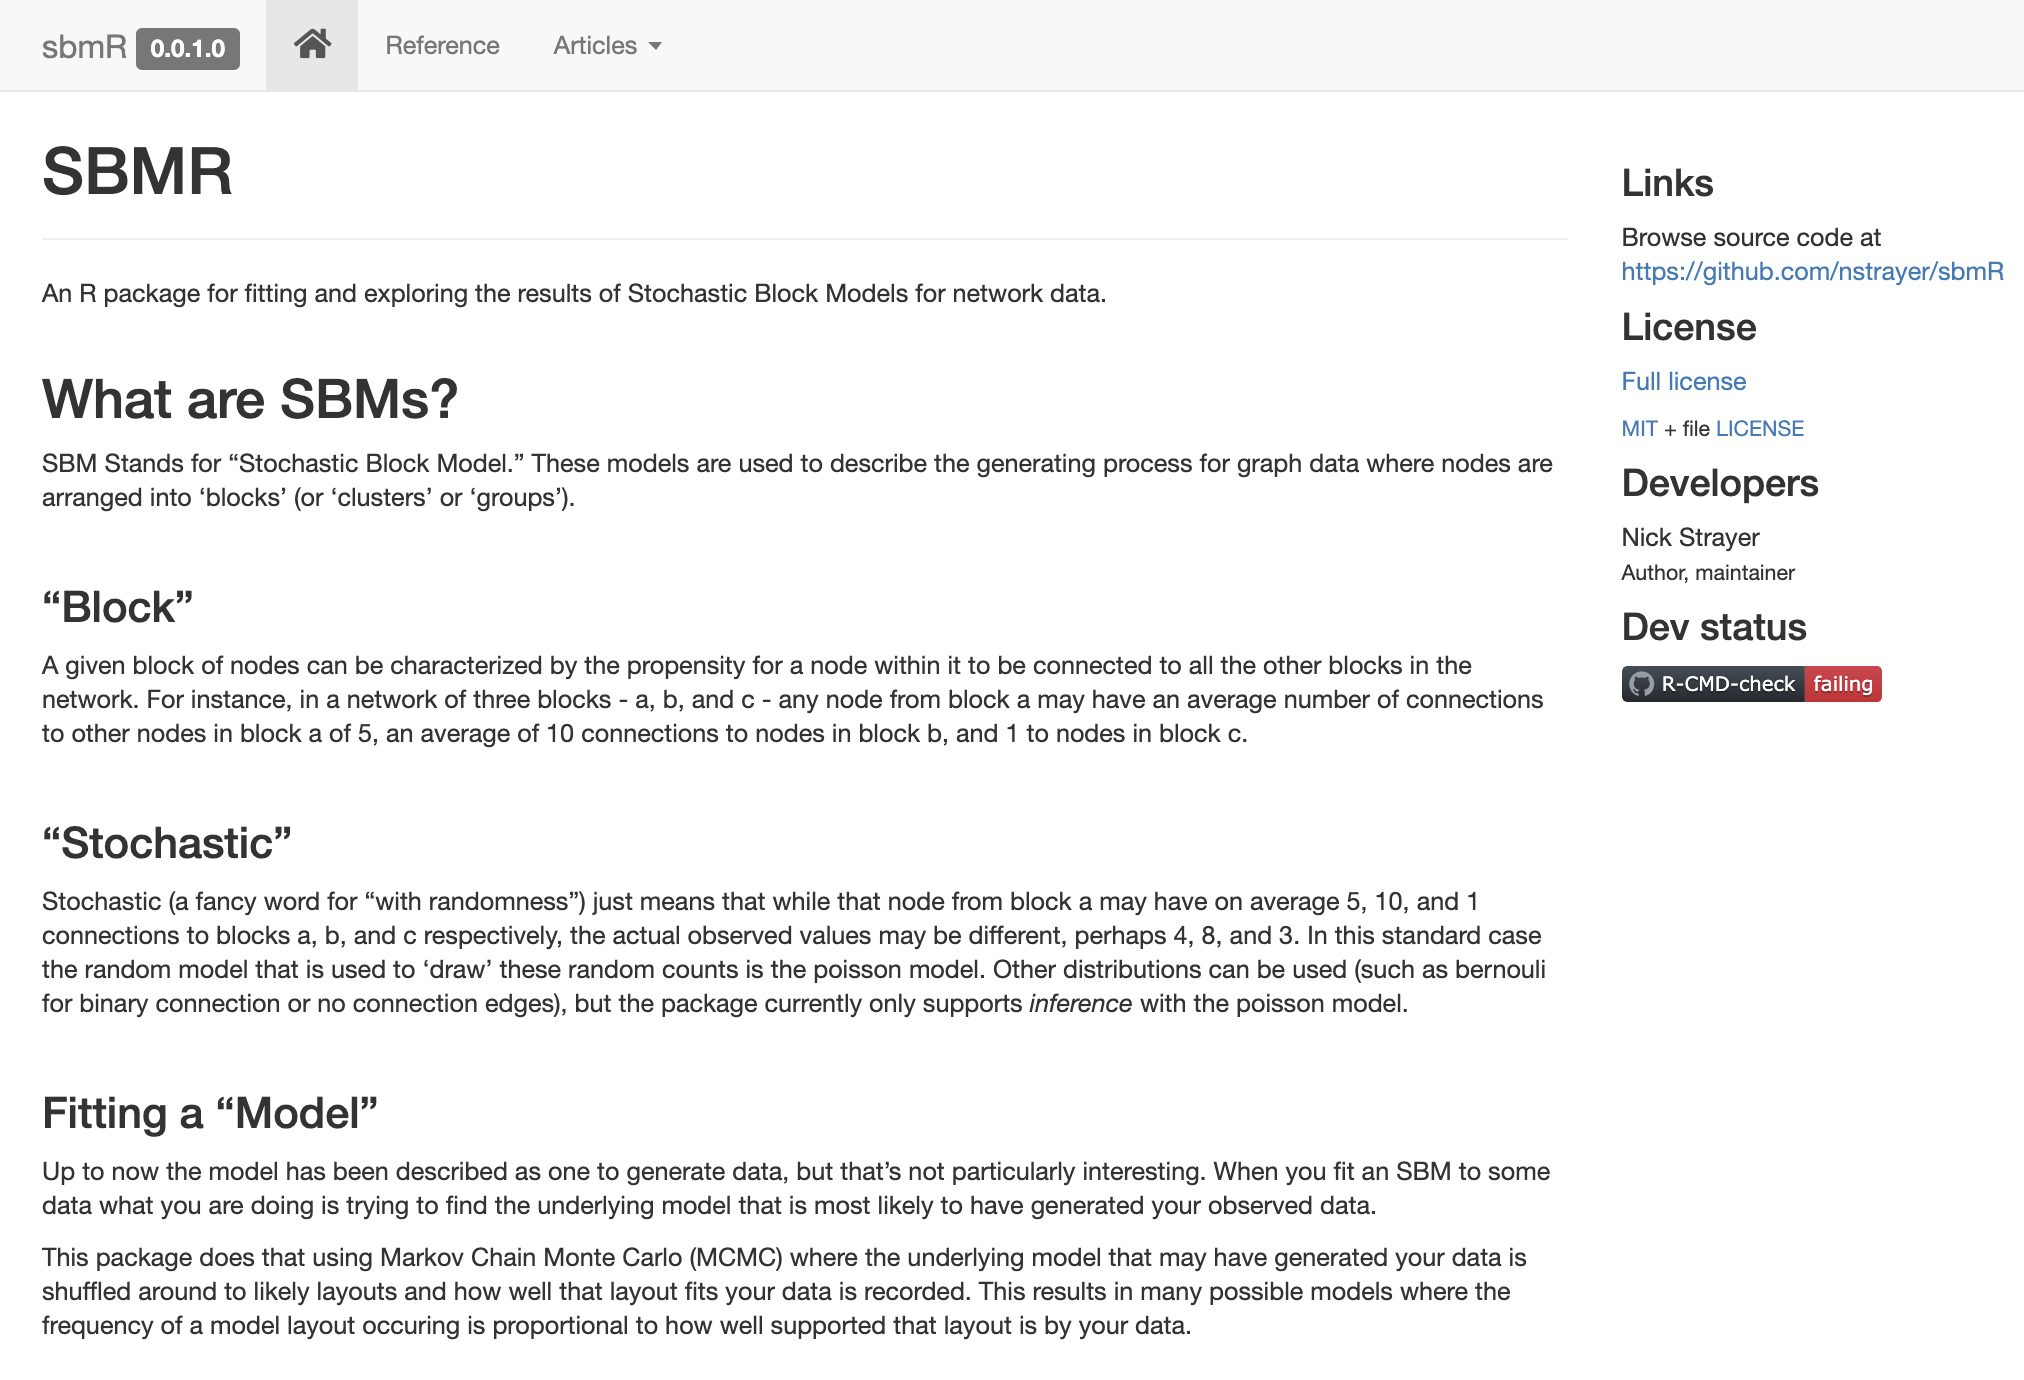 sbmR 0.0.1.0 Reference Articles
SBMR
An R package for fitting and exploring the results of Stochastic Block Models for network data.
What are SBMs?
SBM Stands for “Stochastic Block Model.” These models are used to describe the generating process for graph data where nodes are
arranged into ‘blocks’ (or ‘clusters’ or ‘groups’).
“Block”
A given block of nodes can be characterized by the propensity for a node within it to be connected to all the other blocks in the
network. For instance, in a network of three blocks - a, b, and c - any node from block a may have an average number of connections
to other nodes in block a of 5, an average of 10 connections to nodes in block b, and 1 to nodes in block c.
“Stochastic”
Stochastic (a fancy word for “with randomness”) just means that while that node from block a may have on average 5, 10, and 1
connections to blocks a, b, and c respectively, the actual observed values may be different, perhaps 4, 8, and 3. In this standard case
the random model that is used to ‘draw’ these random counts is the poisson model. Other distributions can be used (such as bernouli
for binary connection or no connection edges), but the package currently only supports inference with the poisson model.
Fitting a “Model”
Up to now the model has been described as one to generate data, but that’s not particularly interesting. When you fit an SBM to some
data what you are doing is trying to find the underlying model that is most likely to have generated your observed data.
This package does that using Markov Chain Monte Carlo (MCMC) where the underlying model that may have generated your data is
shuffled around to likely layouts and how well that layout fits your data is recorded. This results in many possible models where the
frequency of a model layout occuring is proportional to how well supported that layout is by your data.
Links
Browse source code at
https://github.com/nstrayer/sbmR
License
Full license
MIT + file LICENSE
Developers
Nick Strayer
Author, maintainer
Dev status
R-CMD-check failing